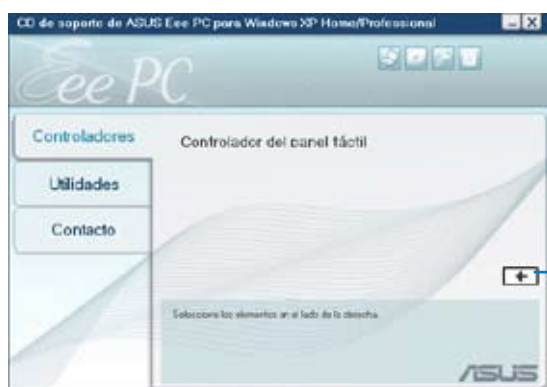 CD de soporte de ASUS Eee PC para Windows XP Home/Professional
Eee PC
Controladores
Controlador del panel táctil
Utilidades
Contacto
Seleccione los elementos en el lado de la derecha.
ASUS